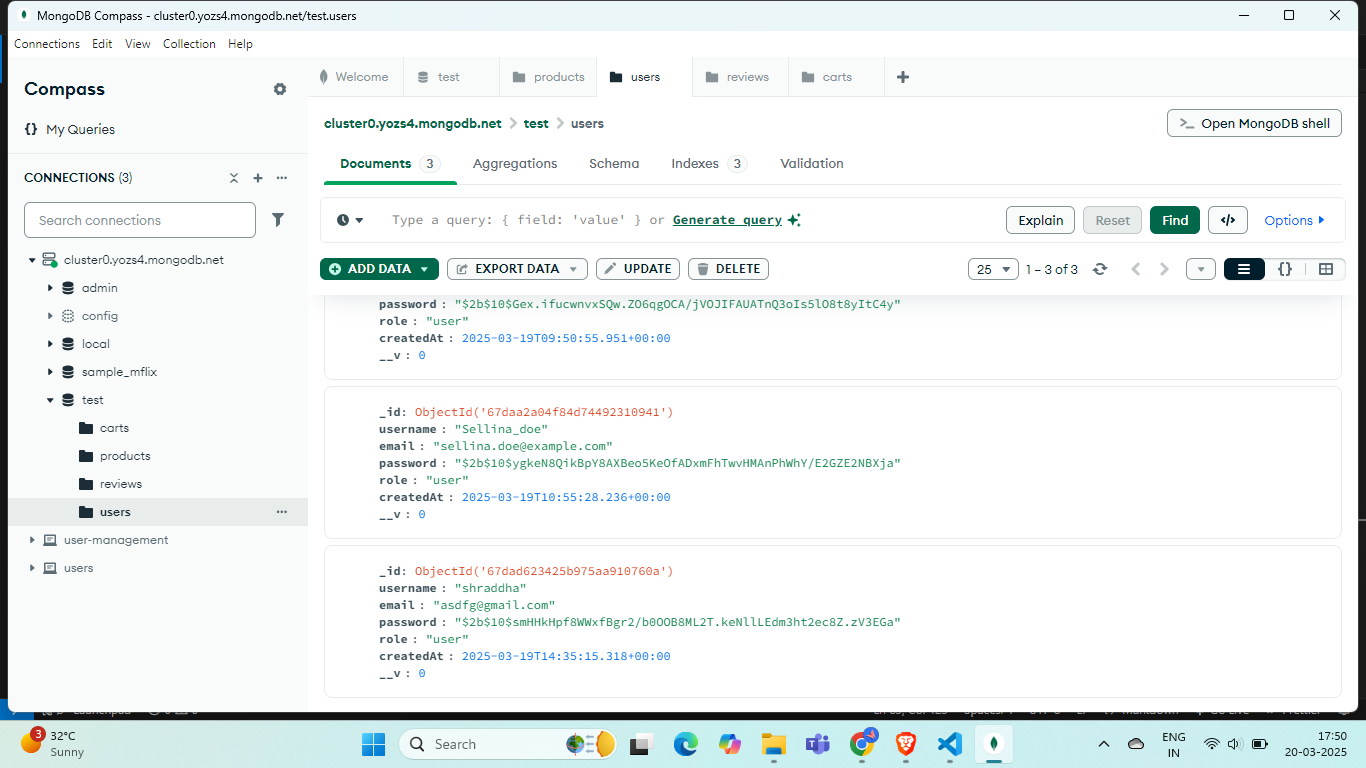 MongoDB Compass - cluster0.yozs4.mongodb.net/test.users
Connections Edit View Collection Help
Compass
{} My Queries
CONNECTIONS (3)
Search connections
cluster0.yozs4.mongodb.net
admin
config
local
sample_mflix
test
carts
products
reviews
users
user-management
users
Welcome test products users reviews carts
cluster0.yozs4.mongodb.net > test > users
>_ Open MongoDB shell
Documents 3 Aggregations Schema Indexes 3 Validation
Type a query: { field: 'value' } or Generate query
Explain Reset Find </> Options
ADD DATA EXPORT DATA UPDATE DELETE
25 1 – 3 of 3 {}
password : "$2b$10$Gex.ifucwnvxSQw.ZO6qgOCA/jVOJIFAUATnQ3oIs5lO8t8yItC4y"
role : "user"
createdAt : 2025-03-19T09:50:55.951+00:00
__v : 0
_id: ObjectId('67daa2a04f84d74492310941')
username : "Sellina_doe"
email : "sellina.doe@example.com"
password : "$2b$10$ygkeN8QikBpY8AXBeo5KeOfADxmFhTwvHMAnPhWhY/E2GZE2NBXja"
role : "user"
createdAt : 2025-03-19T10:55:28.236+00:00
__v : 0
_id: ObjectId('67dad623425b975aa910760a')
username : "shraddha"
email : "asdfg@gmail.com"
password : "$2b$10$smHHkHpf8WWxfBgr2/b0OOB8ML2T.keNllLEdm3ht2ec8Z.zV3EGa"
role : "user"
createdAt : 2025-03-19T14:35:15.318+00:00
__v : 0
3
32°C
Sunny
Search
ENG
IN
17:50
20-03-2025